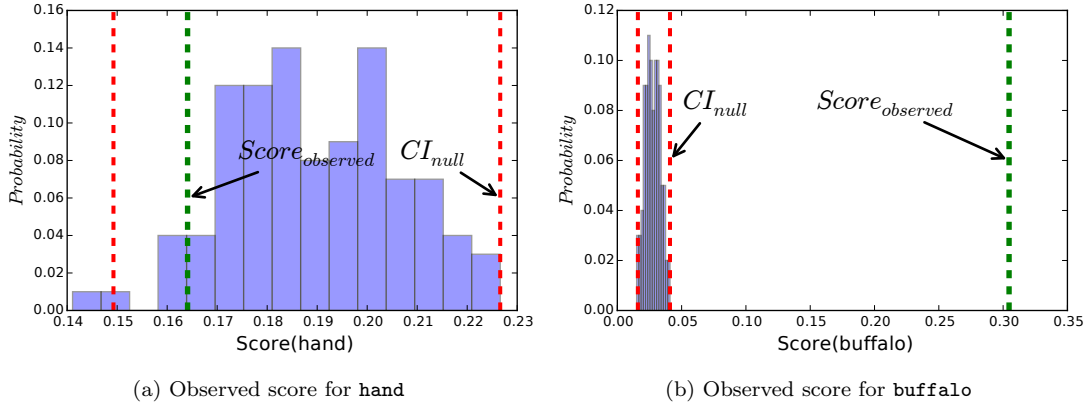 0.16
0.14
0.12
0.10
0.08
0.06
0.04
0.02
0.00
Probability
Score_observed
CI_null
0.14 0.15 0.16 0.17 0.18 0.19 0.20 0.21 0.22 0.23
Score(hand)
(a) Observed score for hand
0.12
0.10
0.08
0.06
0.04
0.02
0.00
Probability
CI_null
Score_observed
0.00 0.05 0.10 0.15 0.20 0.25 0.30 0.35
Score(buffalo)
(b) Observed score for buffalo